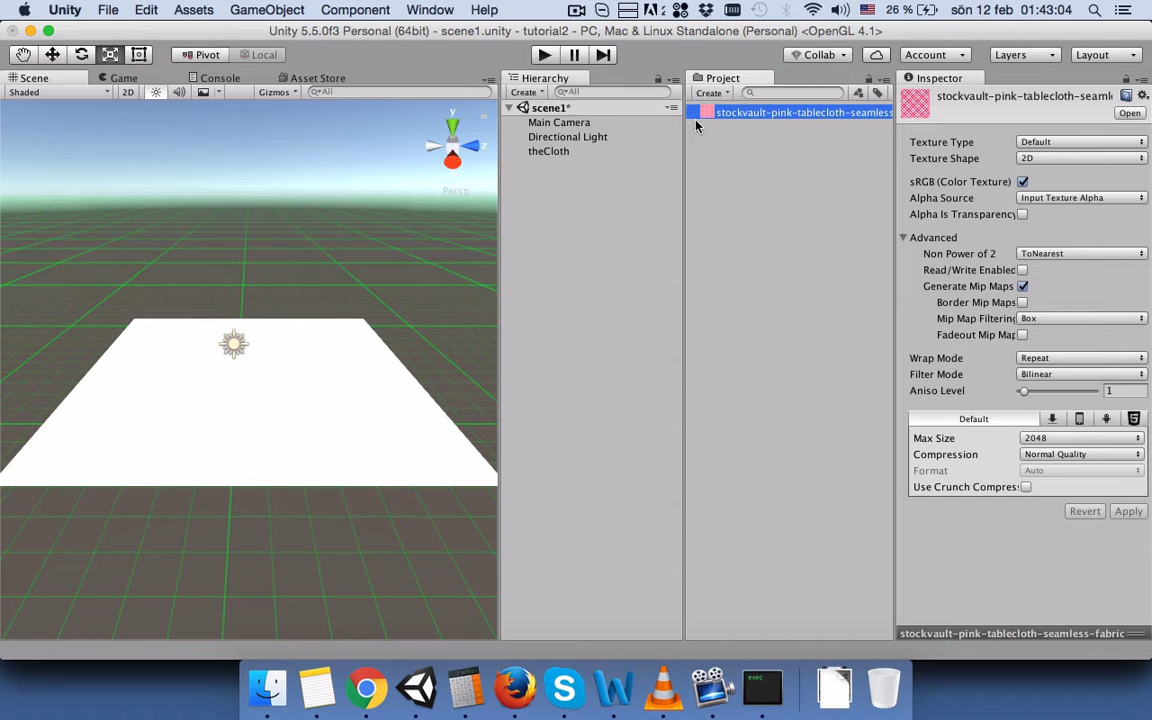 Unity File Edit Assets GameObject Component Window Help 26 % sön 12 feb 01:43:04
Unity 5.5.0f3 Personal (64bit) - scene1.unity - tutorial2 - PC, Mac & Linux Standalone (Personal) <OpenGL 4.1>
Pivot Local Collab Account Layers Layout
Scene Game Console Asset Store Hierarchy Project Inspector
Shaded 2D Gizmos All Create All Create
stockvault-pink-tablecloth-seaml
Open
scene1*
Main Camera
Directional Light
theCloth
stockvault-pink-tablecloth-seamless
y
z
Persp
Texture Type Default
Texture Shape 2D
sRGB (Color Texture)
Alpha Source Input Texture Alpha
Alpha Is Transparency
Advanced
Non Power of 2 ToNearest
Read/Write Enabled
Generate Mip Maps
Border Mip Maps
Mip Map Filtering Box
Fadeout Mip Map
Wrap Mode Repeat
Filter Mode Bilinear
Aniso Level 1
Default
Max Size 2048
Compression Normal Quality
Format Auto
Use Crunch Compres
Revert Apply
stockvault-pink-tablecloth-seamless-fabric
exec